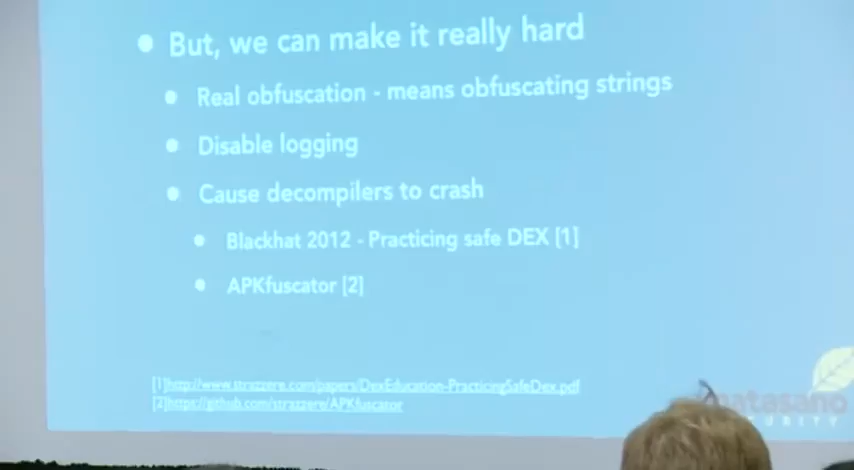 • But, we can make it really hard
• Real obfuscation - means obfuscating strings
• Disable logging
• Cause decompilers to crash
• Blackhat 2012 - Practicing safe DEX [1]
• APKfuscator [2]
[1]http://www.strazzere.com/papers/DexEducation-PracticingSafeDex.pdf
[2]https://github.com/strazzere/APKfuscator
matasano